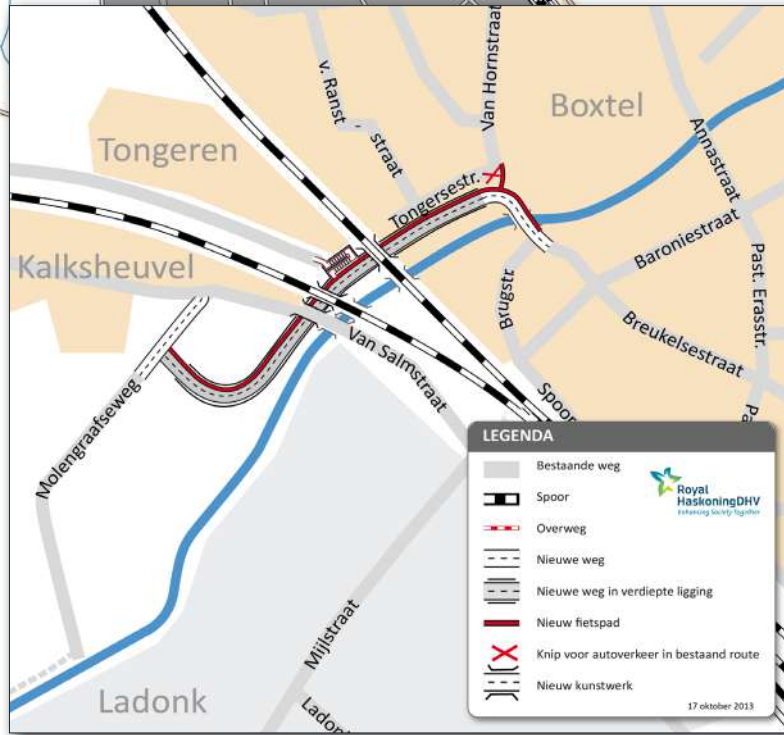 Van Hornstraat
v. Ranst -
straat
Boxtel
Annastraat
Tongeren
Tongersestr.
Baroniestraat
Kalksheuvel
Brugstr.
Past. Erasstr.
Breukelsestraat
Van Salmstraat
Spoor
Pa
Molengraafseweg
Mijlstraat
Ladonk
Ladonk
LEGENDA
Bestaande weg
Royal
HaskoningDHV
Enhancing Society Together
Spoor
Overweg
Nieuwe weg
Nieuwe weg in verdiepte ligging
Nieuw fietspad
Knip voor autoverkeer in bestaand route
Nieuw kunstwerk
17 oktober 2013